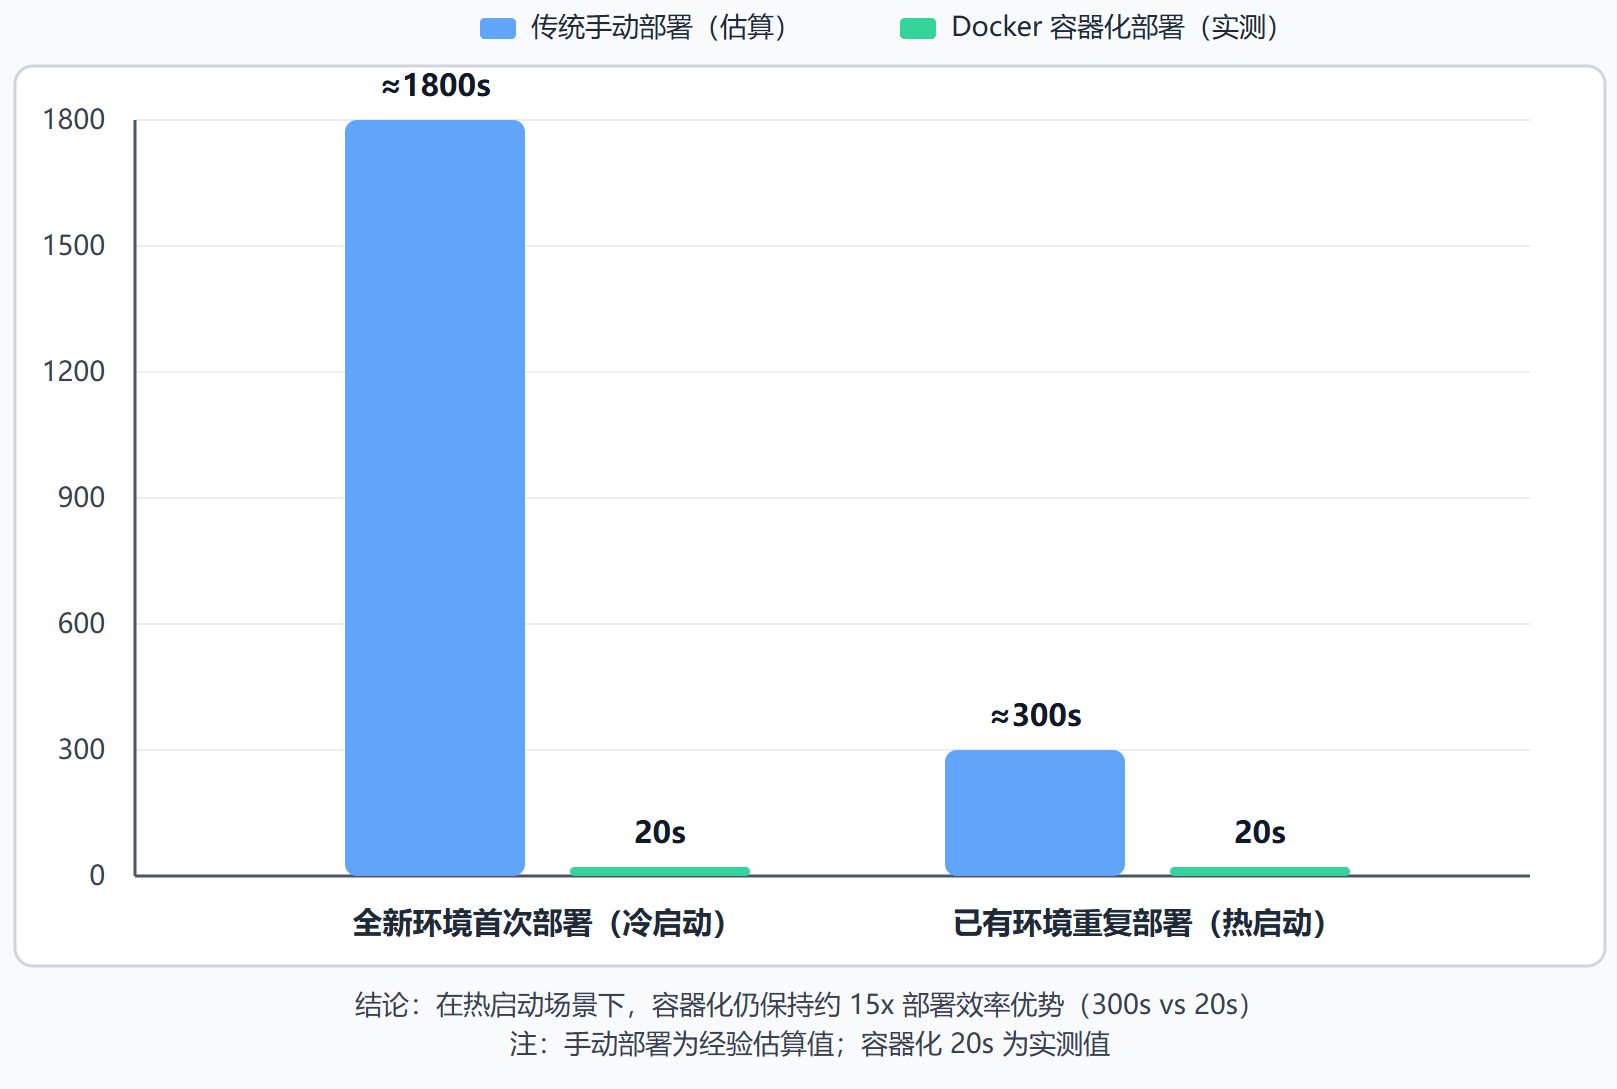 传统手动部署（估算）
Docker 容器化部署（实测）
≈1800s
1800
1500
1200
900
600
≈300s
300
20s
20s
0
全新环境首次部署（冷启动）
已有环境重复部署（热启动）
结论：在热启动场景下，容器化仍保持约 15x 部署效率优势（300s vs 20s）
注：手动部署为经验估算值；容器化 20s 为实测值